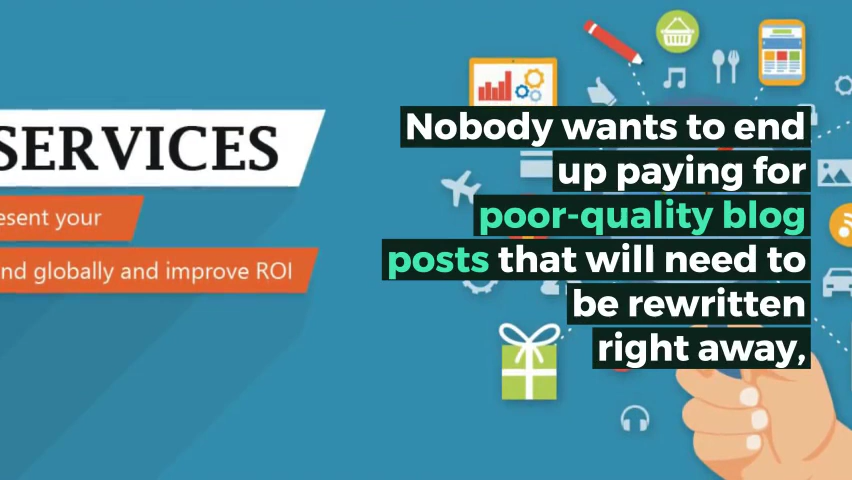 SERVICES
esent your
nd globally and improve ROI
Nobody wants to end
up paying for
poor-quality blog
posts that will need to
be rewritten
right away,